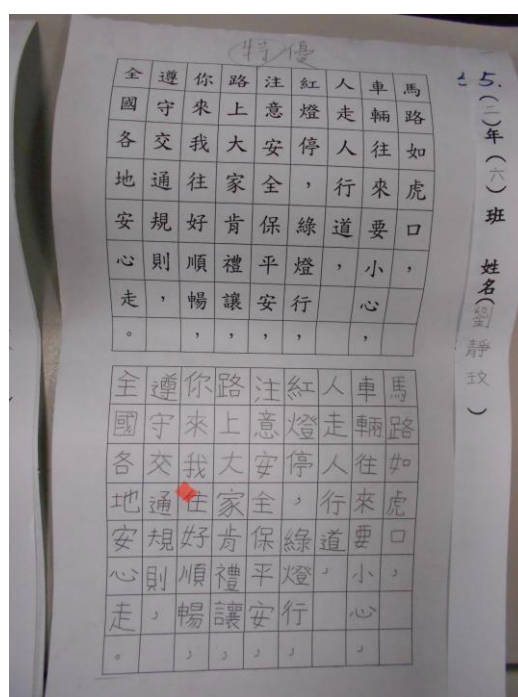 特優
5.(二)年(六)班 姓名(劉靜玟)
馬路如虎口，
車輛往來要小心，
人走人行道，
紅燈停，綠燈行，
注意安全保平安，
路上大家肯禮讓，
你來我往好順暢，
遵守交通規則，
全國各地安心走。
馬路如虎口，
車輛往來要小心，
人走人行道，
紅燈停，綠燈行，
注意安全保平安，
路上大家肯禮讓，
你來我往好順暢，
遵守交通規則，
全國各地安心走。